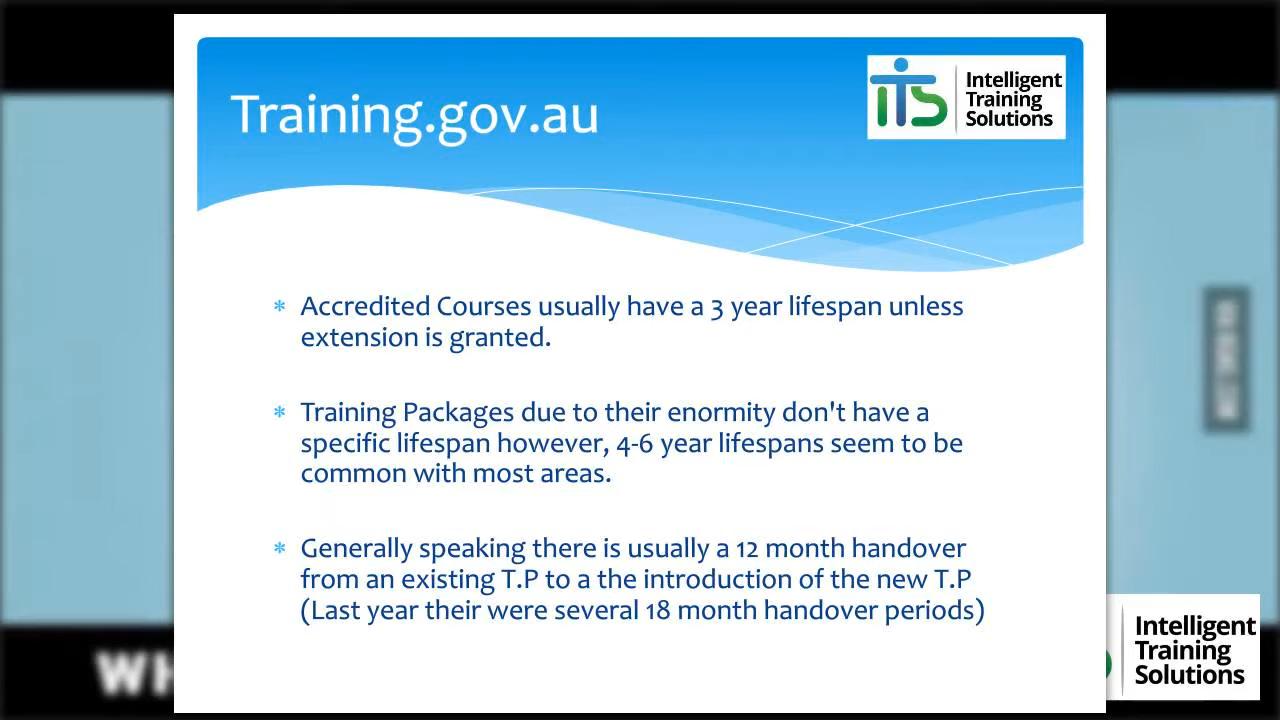 Training.gov.au
iTS
Intelligent
Training
Solutions
* Accredited Courses usually have a 3 year lifespan unless
extension is granted.
* Training Packages due to their enormity don't have a
specific lifespan however, 4-6 year lifespans seem to be
common with most areas.
* Generally speaking there is usually a 12 month handover
from an existing T.P to a the introduction of the new T.P
(Last year their were several 18 month handover periods)
Intelligent
Training
Solutions
WH